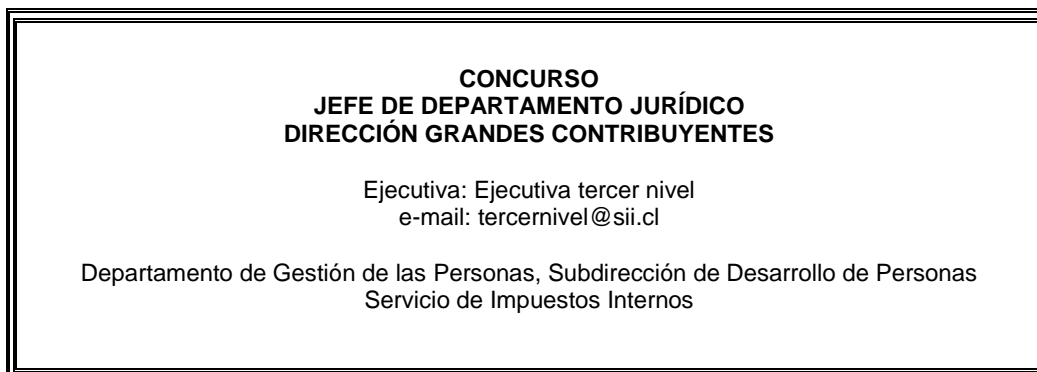 CONCURSO
JEFE DE DEPARTAMENTO JURÍDICO
DIRECCIÓN GRANDES CONTRIBUYENTES
Ejecutiva: Ejecutiva tercer nivel
e-mail: tercernivel@sii.cl
Departamento de Gestión de las Personas, Subdirección de Desarrollo de Personas
Servicio de Impuestos Internos